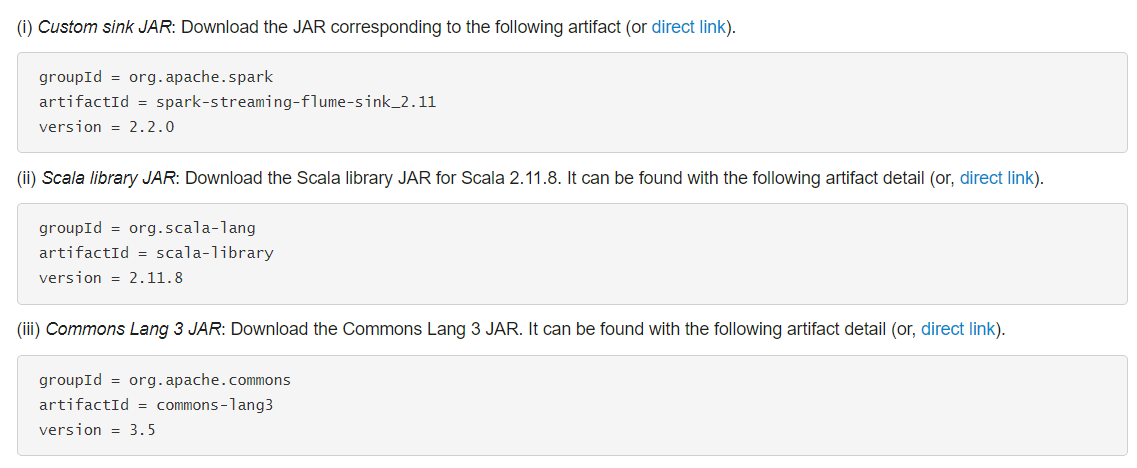 (i) Custom sink JAR: Download the JAR corresponding to the following artifact (or direct link).
groupId = org.apache.spark
artifactId = spark-streaming-flume-sink_2.11
version = 2.2.0
(ii) Scala library JAR: Download the Scala library JAR for Scala 2.11.8. It can be found with the following artifact detail (or, direct link).
groupId = org.scala-lang
artifactId = scala-library
version = 2.11.8
(iii) Commons Lang 3 JAR: Download the Commons Lang 3 JAR. It can be found with the following artifact detail (or, direct link).
groupId = org.apache.commons
artifactId = commons-lang3
version = 3.5